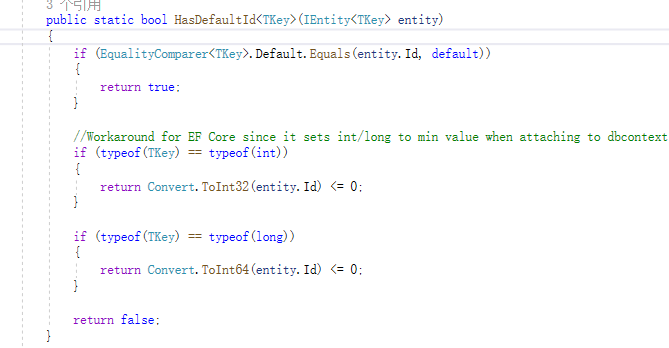 3 个引用
public static bool HasDefaultId<TKey>(IEntity<TKey> entity)
{
if (EqualityComparer<TKey>.Default.Equals(entity.Id, default))
{
return true;
}
//Workaround for EF Core since it sets int/long to min value when attaching to dbcontext
if (typeof(TKey) == typeof(int))
{
return Convert.ToInt32(entity.Id) <= 0;
}
if (typeof(TKey) == typeof(long))
{
return Convert.ToInt64(entity.Id) <= 0;
}
return false;
}